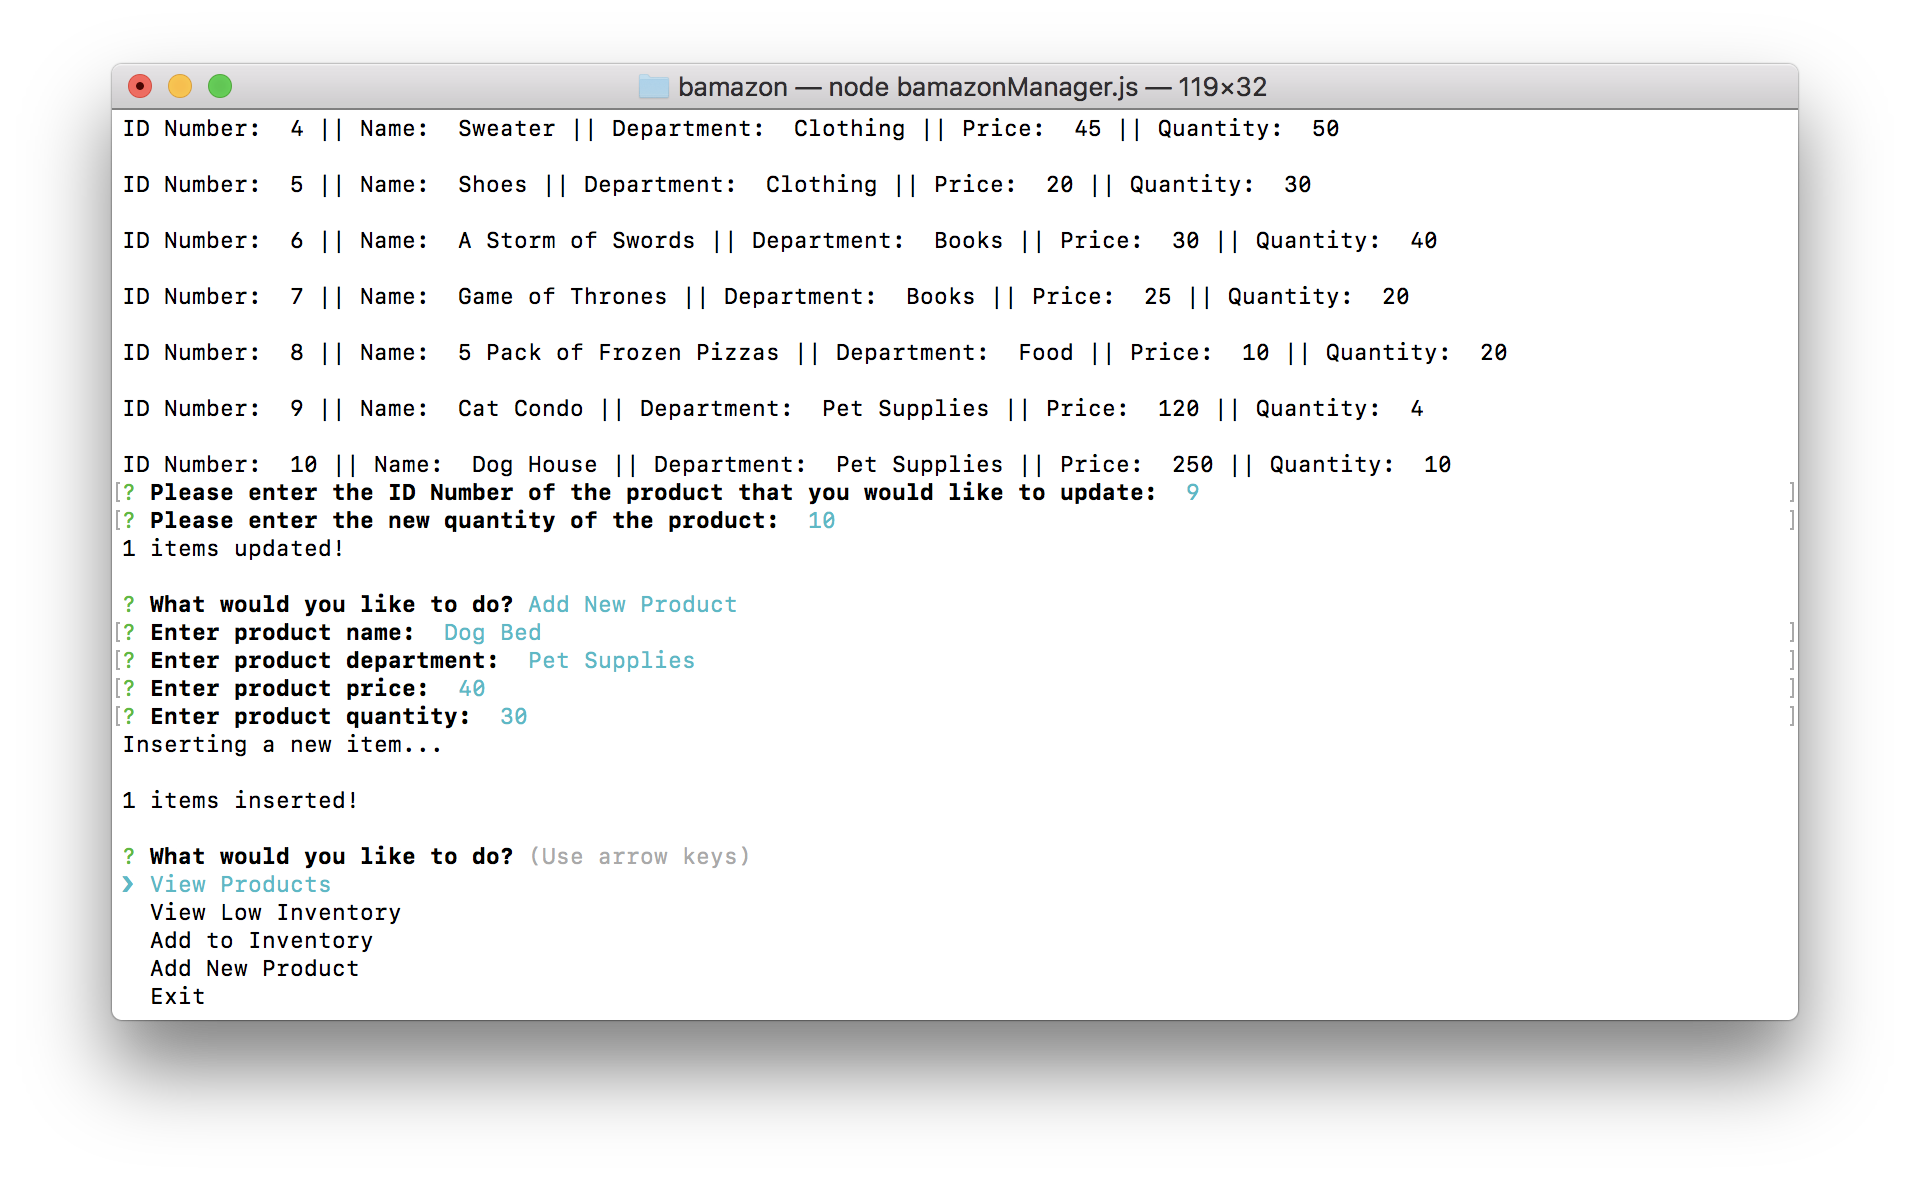 bamazon — node bamazonManager.js — 119×32
ID Number:  4 || Name:  Sweater || Department:  Clothing || Price:  45 || Quantity:  50
ID Number:  5 || Name:  Shoes || Department:  Clothing || Price:  20 || Quantity:  30
ID Number:  6 || Name:  A Storm of Swords || Department:  Books || Price:  30 || Quantity:  40
ID Number:  7 || Name:  Game of Thrones || Department:  Books || Price:  25 || Quantity:  20
ID Number:  8 || Name:  5 Pack of Frozen Pizzas || Department:  Food || Price:  10 || Quantity:  20
ID Number:  9 || Name:  Cat Condo || Department:  Pet Supplies || Price:  120 || Quantity:  4
ID Number:  10 || Name:  Dog House || Department:  Pet Supplies || Price:  250 || Quantity:  10
[? Please enter the ID Number of the product that you would like to update:  9 ]
[? Please enter the new quantity of the product:  10 ]
1 items updated!
? What would you like to do? Add New Product
[? Enter product name:  Dog Bed ]
[? Enter product department:  Pet Supplies ]
[? Enter product price:  40 ]
[? Enter product quantity:  30 ]
Inserting a new item...
1 items inserted!
? What would you like to do? (Use arrow keys)
❯ View Products
View Low Inventory
Add to Inventory
Add New Product
Exit